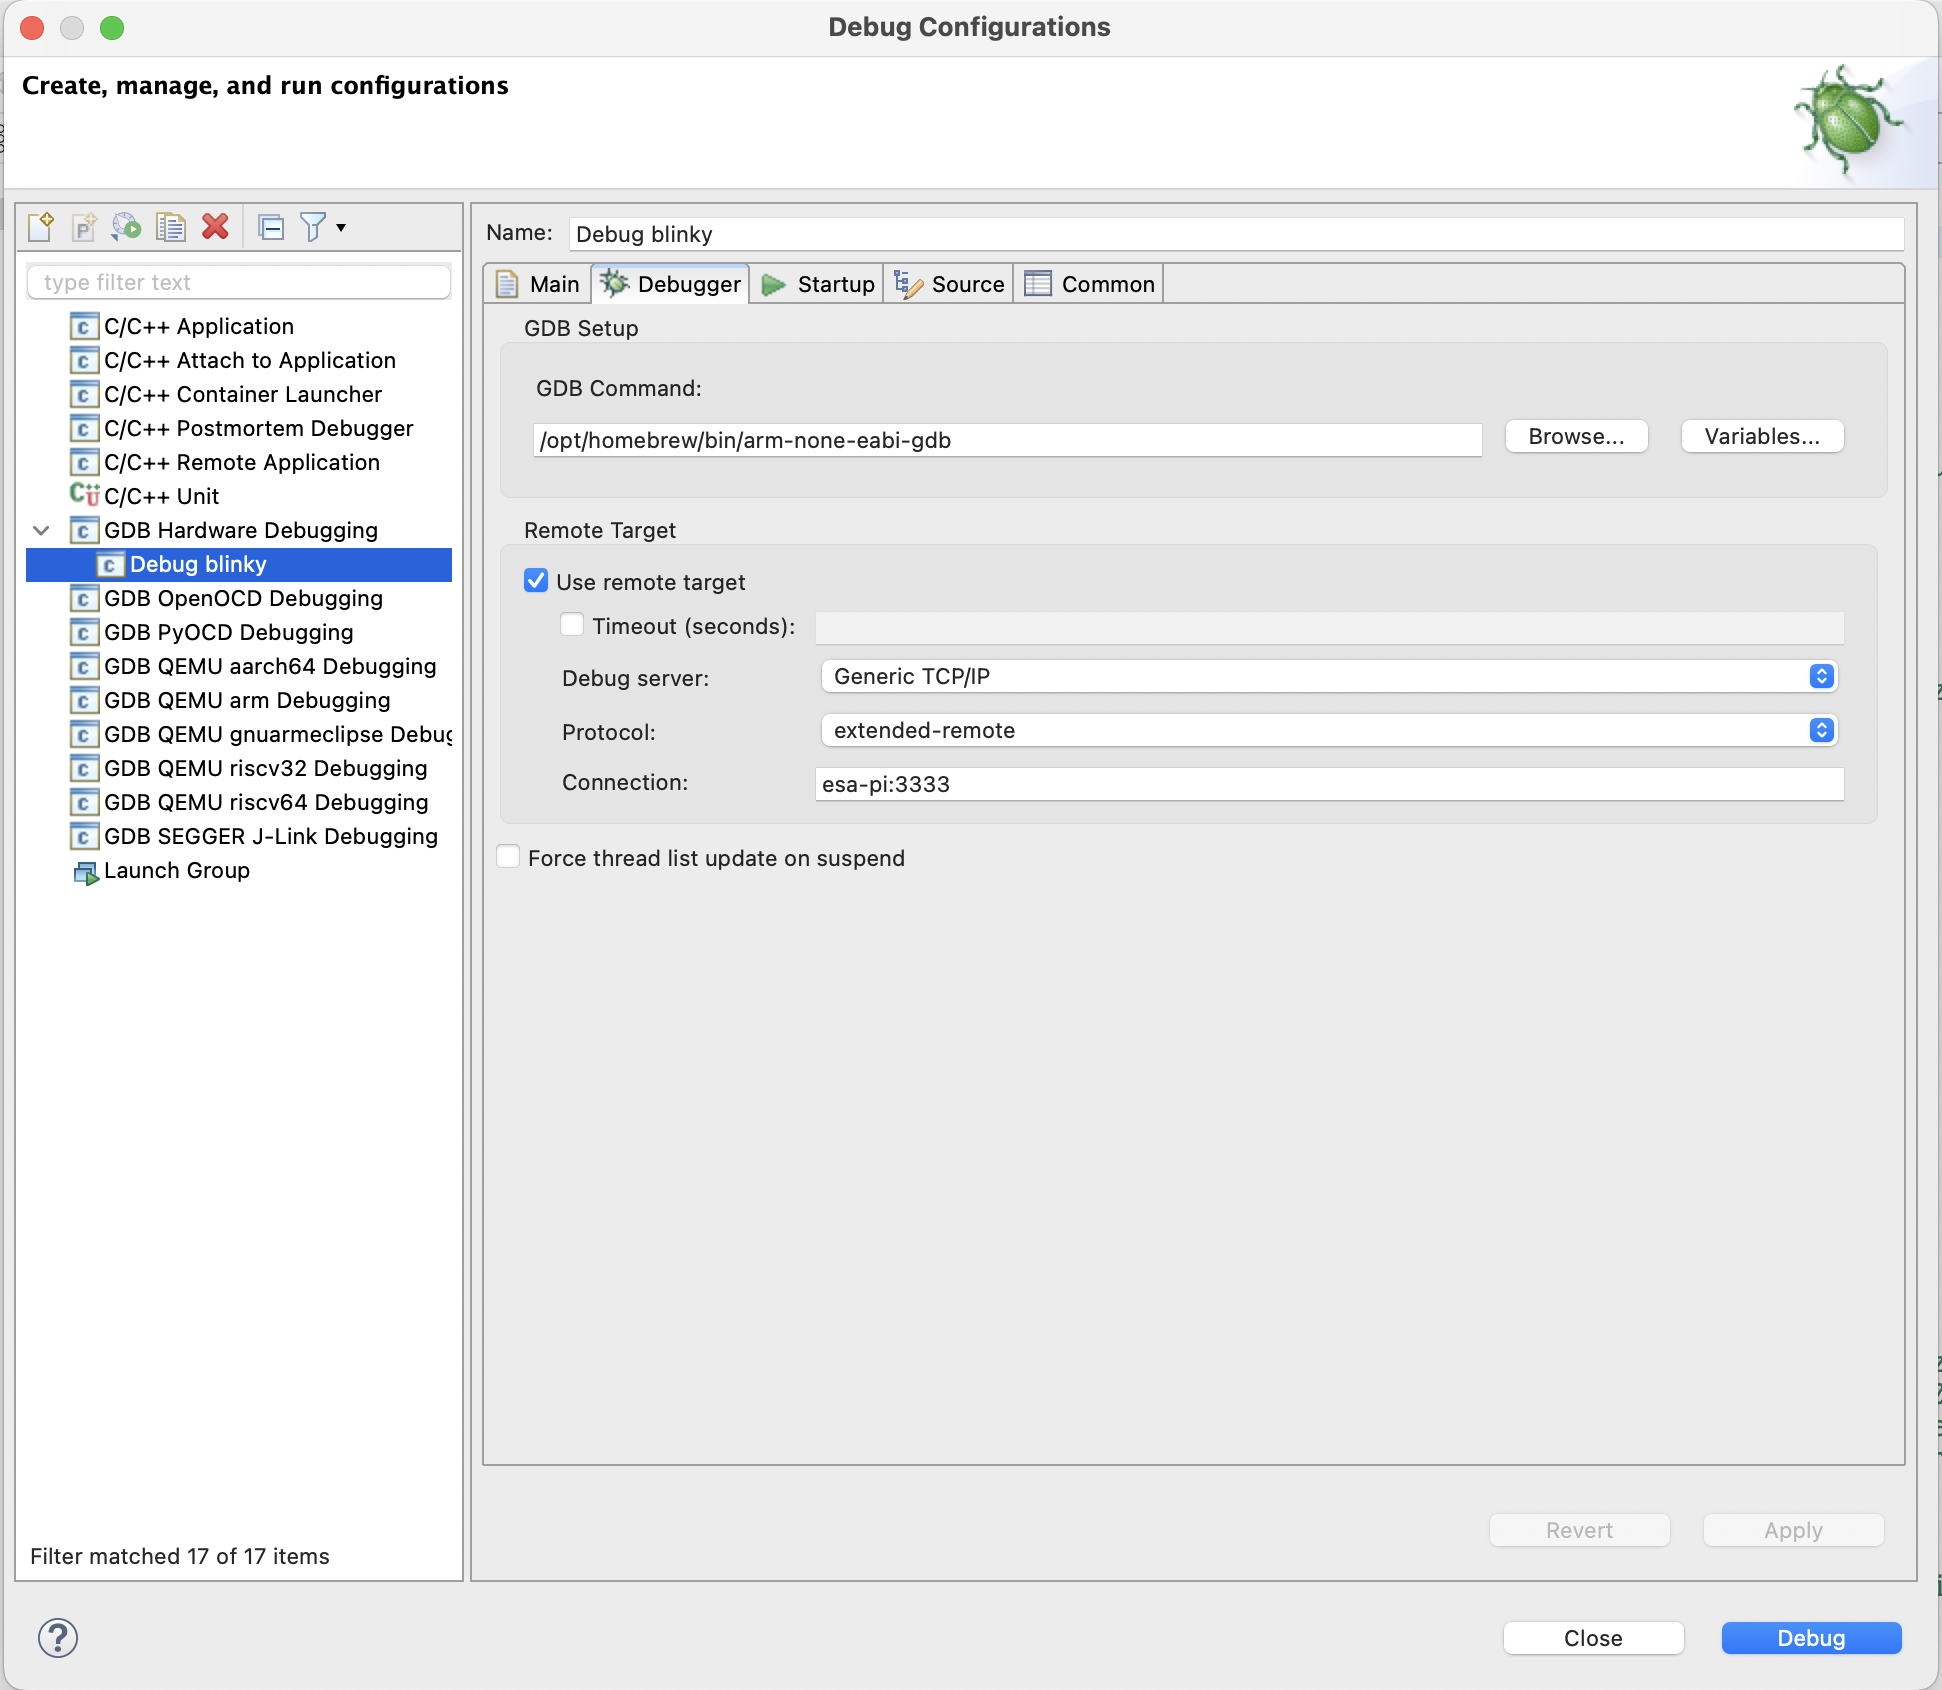 Debug Configurations
Create, manage, and run configurations
type filter text
C/C++ Application
C/C++ Attach to Application
C/C++ Container Launcher
C/C++ Postmortem Debugger
C/C++ Remote Application
C/C++ Unit
GDB Hardware Debugging
Debug blinky
GDB OpenOCD Debugging
GDB PyOCD Debugging
GDB QEMU aarch64 Debugging
GDB QEMU arm Debugging
GDB QEMU gnuarmeclipse Debug
GDB QEMU riscv32 Debugging
GDB QEMU riscv64 Debugging
GDB SEGGER J-Link Debugging
Launch Group
Filter matched 17 of 17 items
Name: Debug blinky
Main Debugger Startup Source Common
GDB Setup
GDB Command:
/opt/homebrew/bin/arm-none-eabi-gdb Browse... Variables...
Remote Target
Use remote target
Timeout (seconds):
Debug server: Generic TCP/IP
Protocol: extended-remote
Connection: esa-pi:3333
Force thread list update on suspend
Revert Apply
? Close Debug